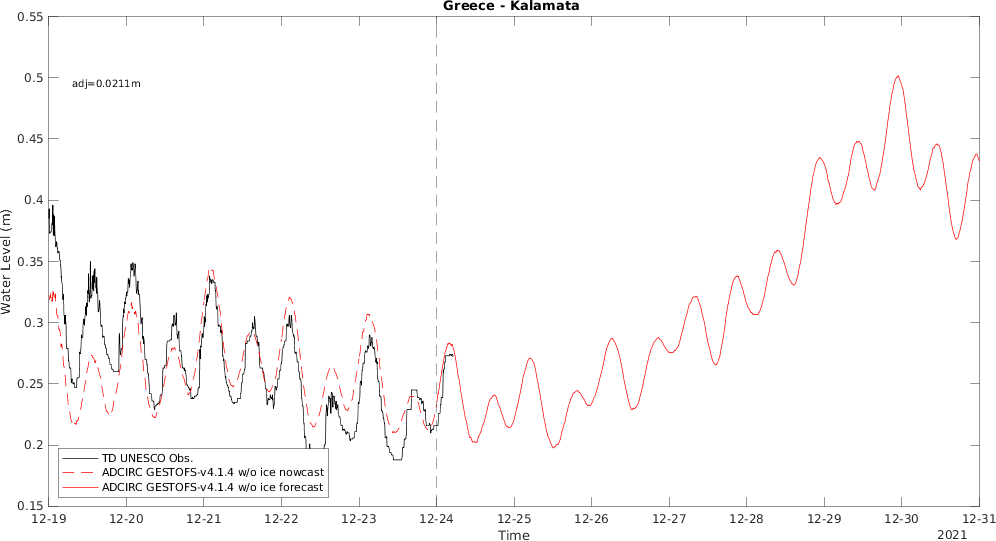 Greece - Kalamata
0.55
0.5
0.45
0.4
0.35
0.3
0.25
0.2
0.15
Water Level (m)
adj=0.0211m
TD UNESCO Obs.
ADCIRC GESTOFS-v4.1.4 w/o ice nowcast
ADCIRC GESTOFS-v4.1.4 w/o ice forecast
12-19 12-20 12-21 12-22 12-23 12-24 12-25 12-26 12-27 12-28 12-29 12-30 12-31
Time
2021